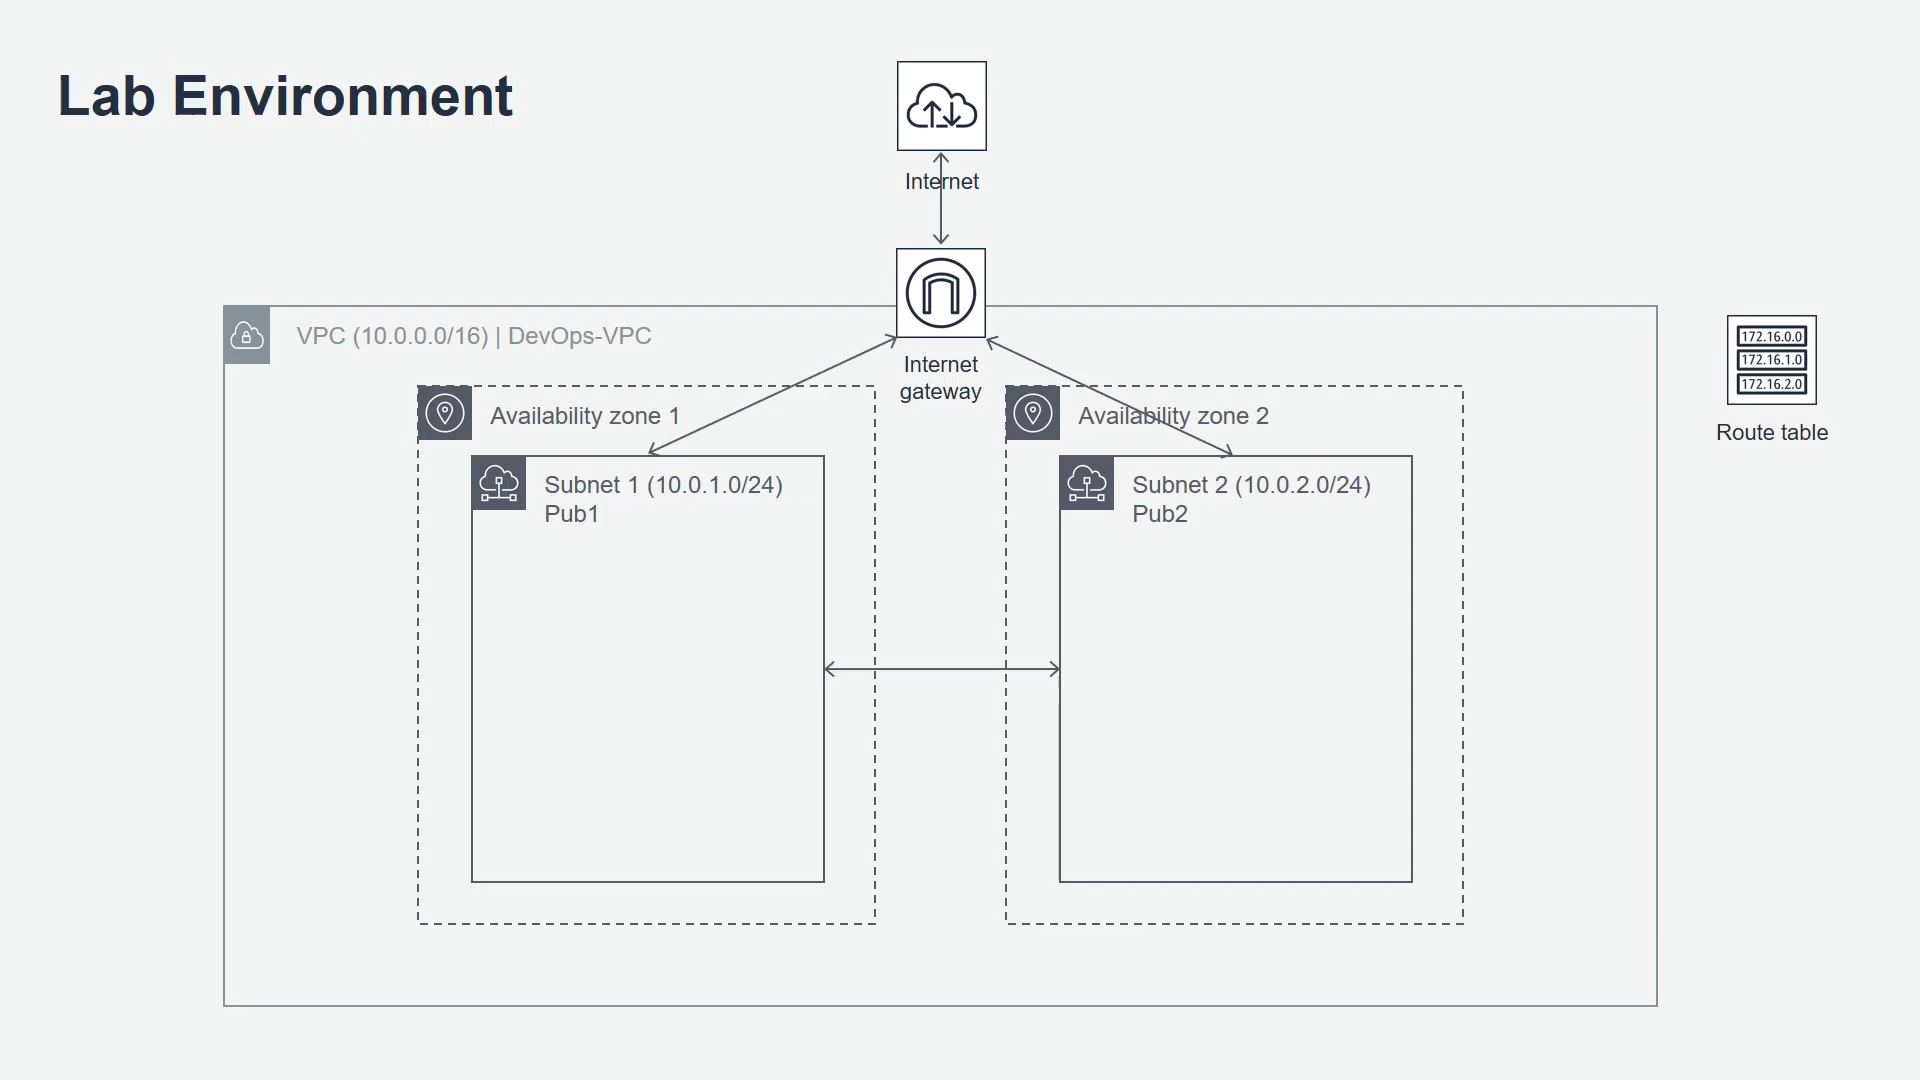 Lab Environment
Internet
Internet
gateway
VPC (10.0.0.0/16) | DevOps-VPC
172.16.0.0
172.16.1.0
172.16.2.0
Route table
Availability zone 1
Availability zone 2
Subnet 1 (10.0.1.0/24)
Pub1
Subnet 2 (10.0.2.0/24)
Pub2